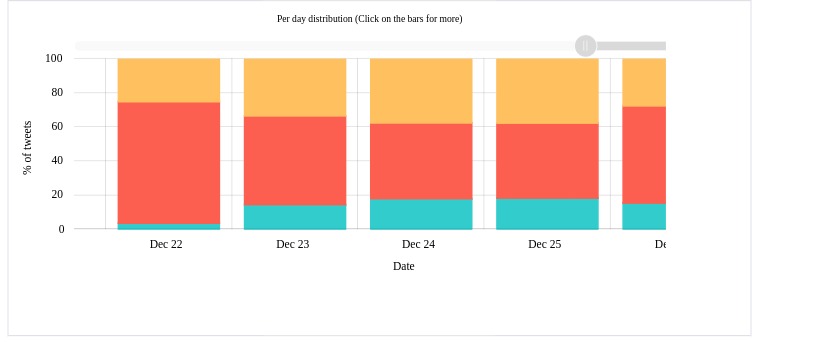 Per day distribution (Click on the bars for more)
100
80
60
40
20
0
% of tweets
Dec 22 Dec 23 Dec 24 Dec 25 De
Date